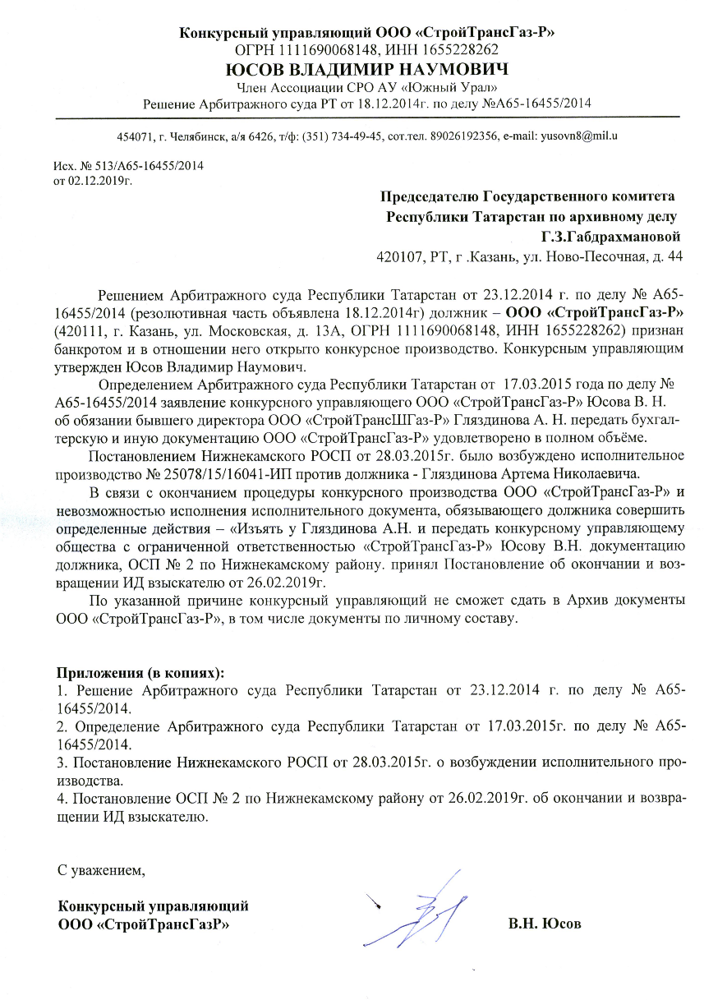 Конкурсный управляющий ООО «СтройТрансГаз-Р»
ОГРН 1111690068148, ИНН 1655228262
ЮСОВ ВЛАДИМИР НАУМОВИЧ
Член Ассоциации СРО АУ «Южный Урал»
Решение Арбитражного суда РТ от 18.12.2014г. по делу №А65-16455/2014
454071, г. Челябинск, а/я 6426, т/ф: (351) 734-49-45, сот.тел. 89026192356, e-mail: yusovn8@mil.u
Исх. № 513/А65-16455/2014
от 02.12.2019г.
Председателю Государственного комитета
Республики Татарстан по архивному делу
Г.З.Габдрахмановой
420107, РТ, г .Казань, ул. Ново-Песочная, д. 44
Решением Арбитражного суда Республики Татарстан от 23.12.2014 г. по делу № А65-
16455/2014 (резолютивная часть объявлена 18.12.2014г) должник – ООО «СтройТрансГаз-Р»
(420111, г. Казань, ул. Московская, д. 13А, ОГРН 1111690068148, ИНН 1655228262) признан
банкротом и в отношении него открыто конкурсное производство. Конкурсным управляющим
утвержден Юсов Владимир Наумович.
Определением Арбитражного суда Республики Татарстан от 17.03.2015 года по делу №
А65-16455/2014 заявление конкурсного управляющего ООО «СтройТрансГаз-Р» Юсова В. Н.
об обязании бывшего директора ООО «СтройТрансШГаз-Р» Гляздинова А. Н. передать бухгал-
терскую и иную документацию ООО «СтройТрансГаз-Р» удовлетворено в полном объёме.
Постановлением Нижнекамского РОСП от 28.03.2015г. было возбуждено исполнительное
производство № 25078/15/16041-ИП против должника - Гляздинова Артема Николаевича.
В связи с окончанием процедуры конкурсного производства ООО «СтройТрансГаз-Р» и
невозможностью исполнения исполнительного документа, обязывающего должника совершить
определенные действия – «Изъять у Гляздинова А.Н. и передать конкурсному управляющему
общества с ограниченной ответственностью «СтройТрансГаз-Р» Юсову В.Н. документацию
должника, ОСП № 2 по Нижнекамскому району. принял Постановление об окончании и воз-
вращении ИД взыскателю от 26.02.2019г.
По указанной причине конкурсный управляющий не сможет сдать в Архив документы
ООО «СтройТрансГаз-Р», в том числе документы по личному составу.
Приложения (в копиях):
1. Решение Арбитражного суда Республики Татарстан от 23.12.2014 г. по делу № А65-
16455/2014.
2. Определение Арбитражного суда Республики Татарстан от 17.03.2015г. по делу № А65-
16455/2014.
3. Постановление Нижнекамского РОСП от 28.03.2015г. о возбуждении исполнительного про-
изводства.
4. Постановление ОСП № 2 по Нижнекамскому району от 26.02.2019г. об окончании и возвра-
щении ИД взыскателю.
С уважением,
Конкурсный управляющий
ООО «СтройТрансГазР»
В.Н. Юсов